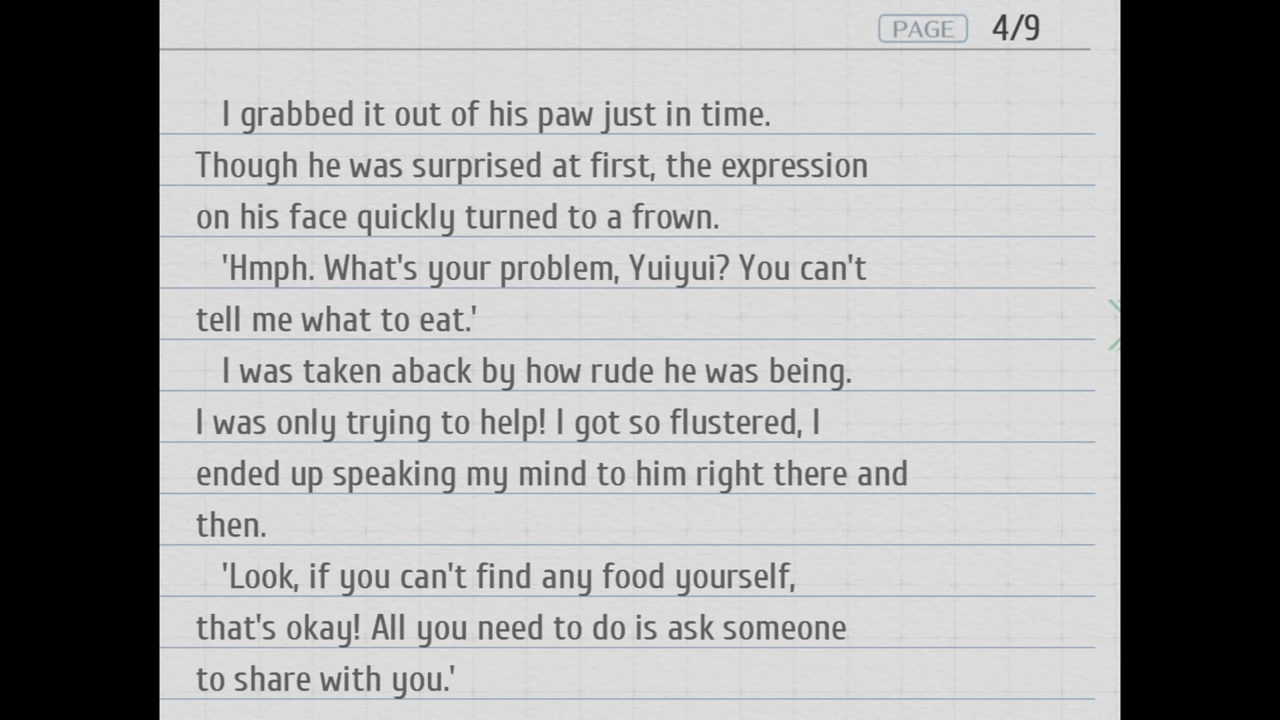 PAGE 4/9
I grabbed it out of his paw just in time.
Though he was surprised at first, the expression
on his face quickly turned to a frown.
'Hmph. What's your problem, Yuiyui? You can't
tell me what to eat.'
I was taken aback by how rude he was being.
I was only trying to help! I got so flustered, I
ended up speaking my mind to him right there and
then.
'Look, if you can't find any food yourself,
that's okay! All you need to do is ask someone
to share with you.'